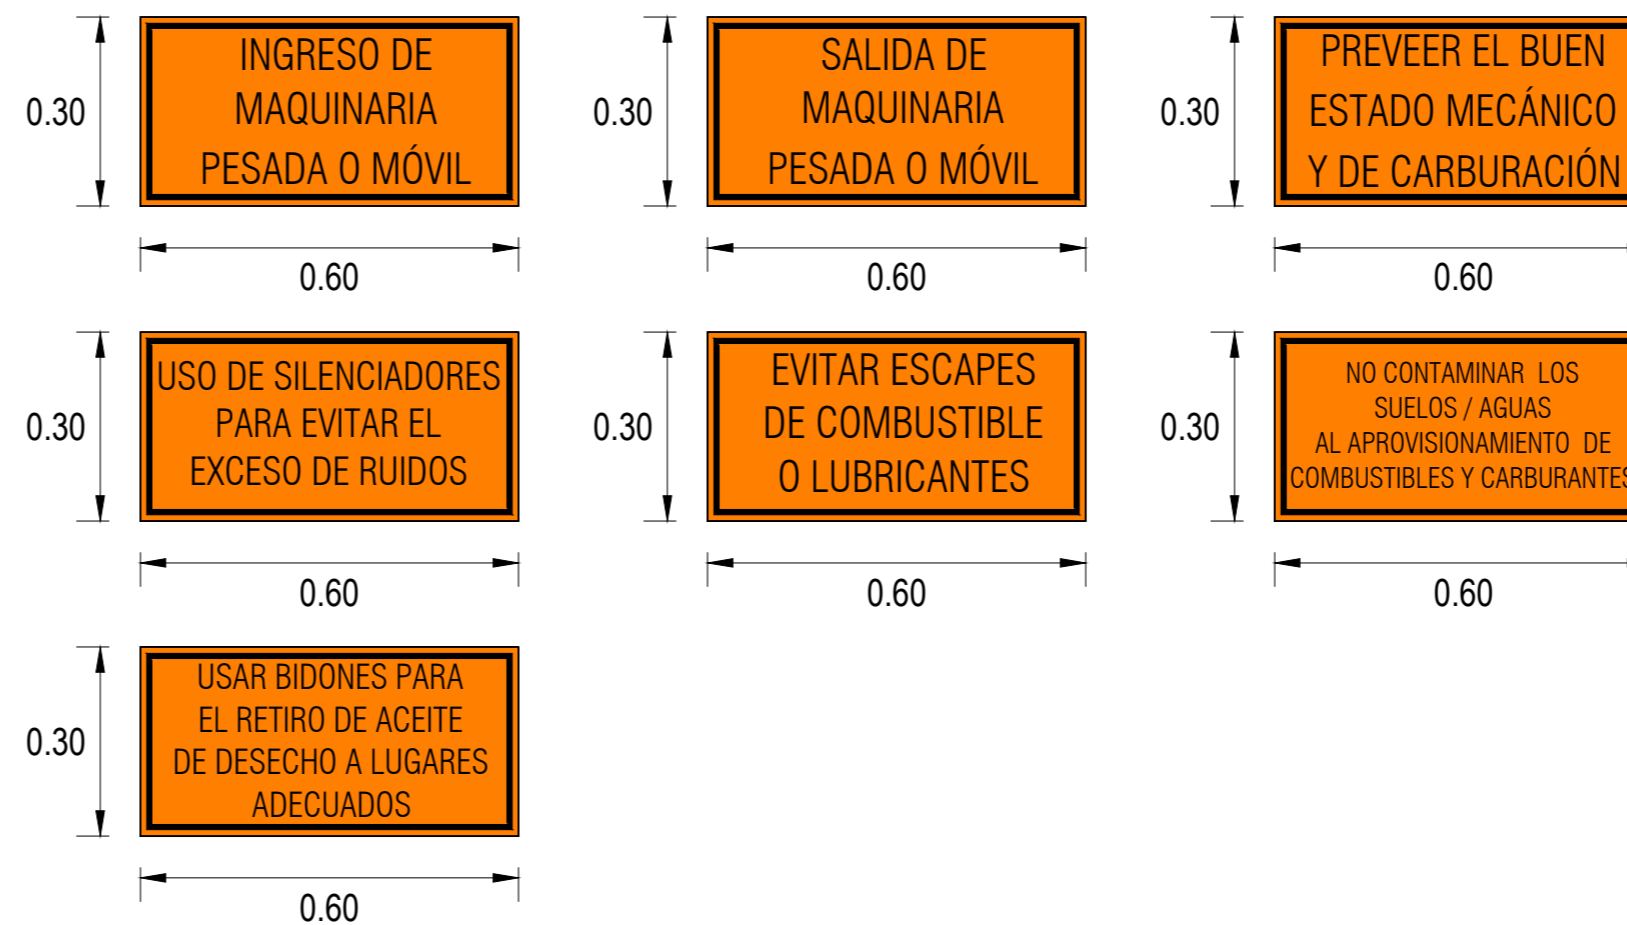 INGRESO DE
MAQUINARIA
PESADA O MÓVIL
0.30
0.60
SALIDA DE
MAQUINARIA
PESADA O MÓVIL
0.30
0.60
PREVEER EL BUEN
ESTADO MECÁNICO
Y DE CARBURACIÓN
0.30
0.60
USO DE SILENCIADORES
PARA EVITAR EL
EXCESO DE RUIDOS
0.30
0.60
EVITAR ESCAPES
DE COMBUSTIBLE
O LUBRICANTES
0.30
0.60
NO CONTAMINAR LOS
SUELOS / AGUAS
AL APROVISIONAMIENTO DE
COMBUSTIBLES Y CARBURANTES
0.30
0.60
USAR BIDONES PARA
EL RETIRO DE ACEITE
DE DESECHO A LUGARES
ADECUADOS
0.30
0.60